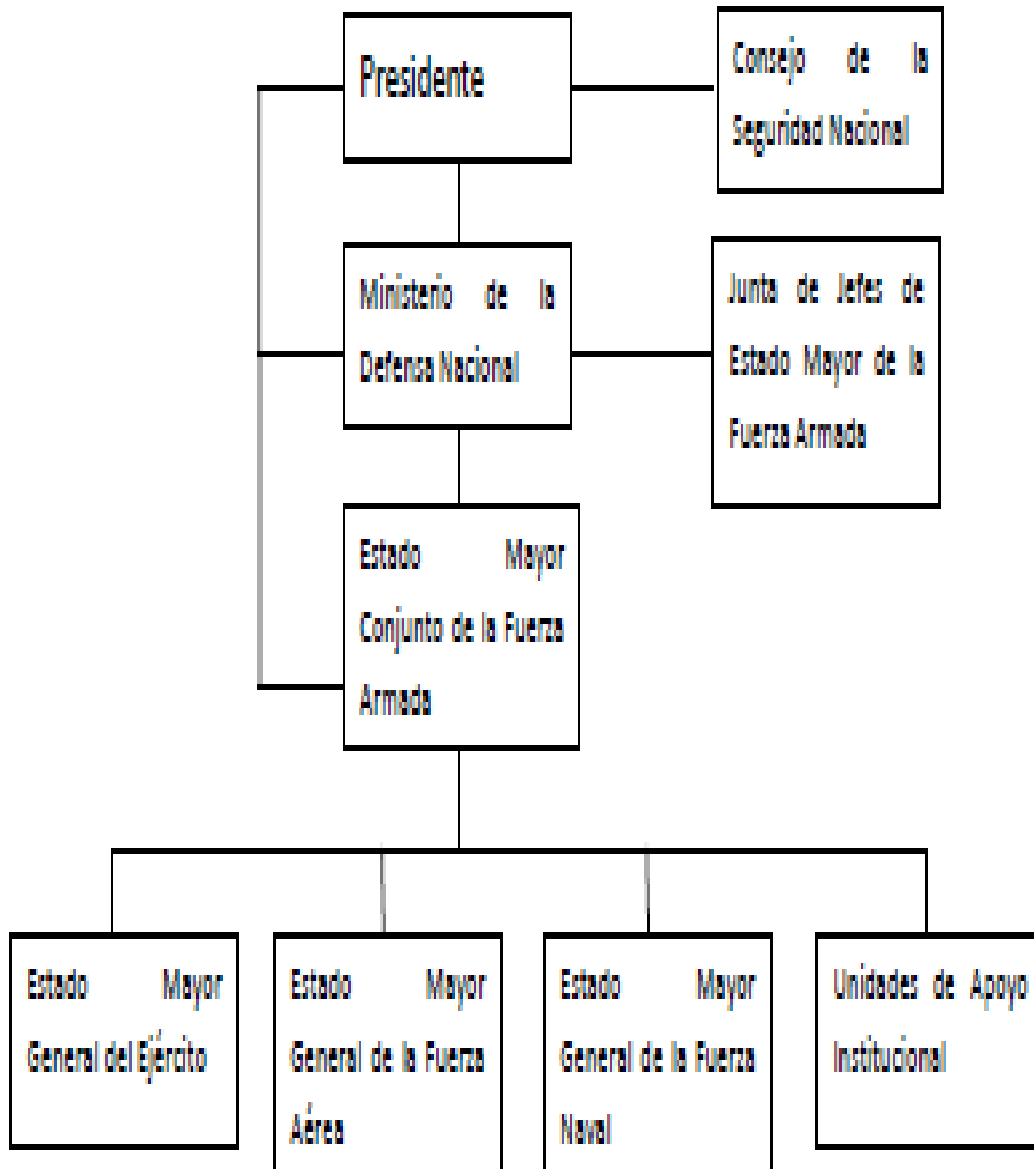 Presidente
Consejo de la
Seguridad Nacional
Ministerio de la
Defensa Nacional
Junta de Jefes de
Estado Mayor de la
Fuerza Armada
Estado Mayor
Conjunto de la Fuerza
Armada
Estado Mayor
General del Ejército
Estado Mayor
General de la Fuerza
Aérea
Estado Mayor
General de la Fuerza
Naval
Unidades de Apoyo
Institucional